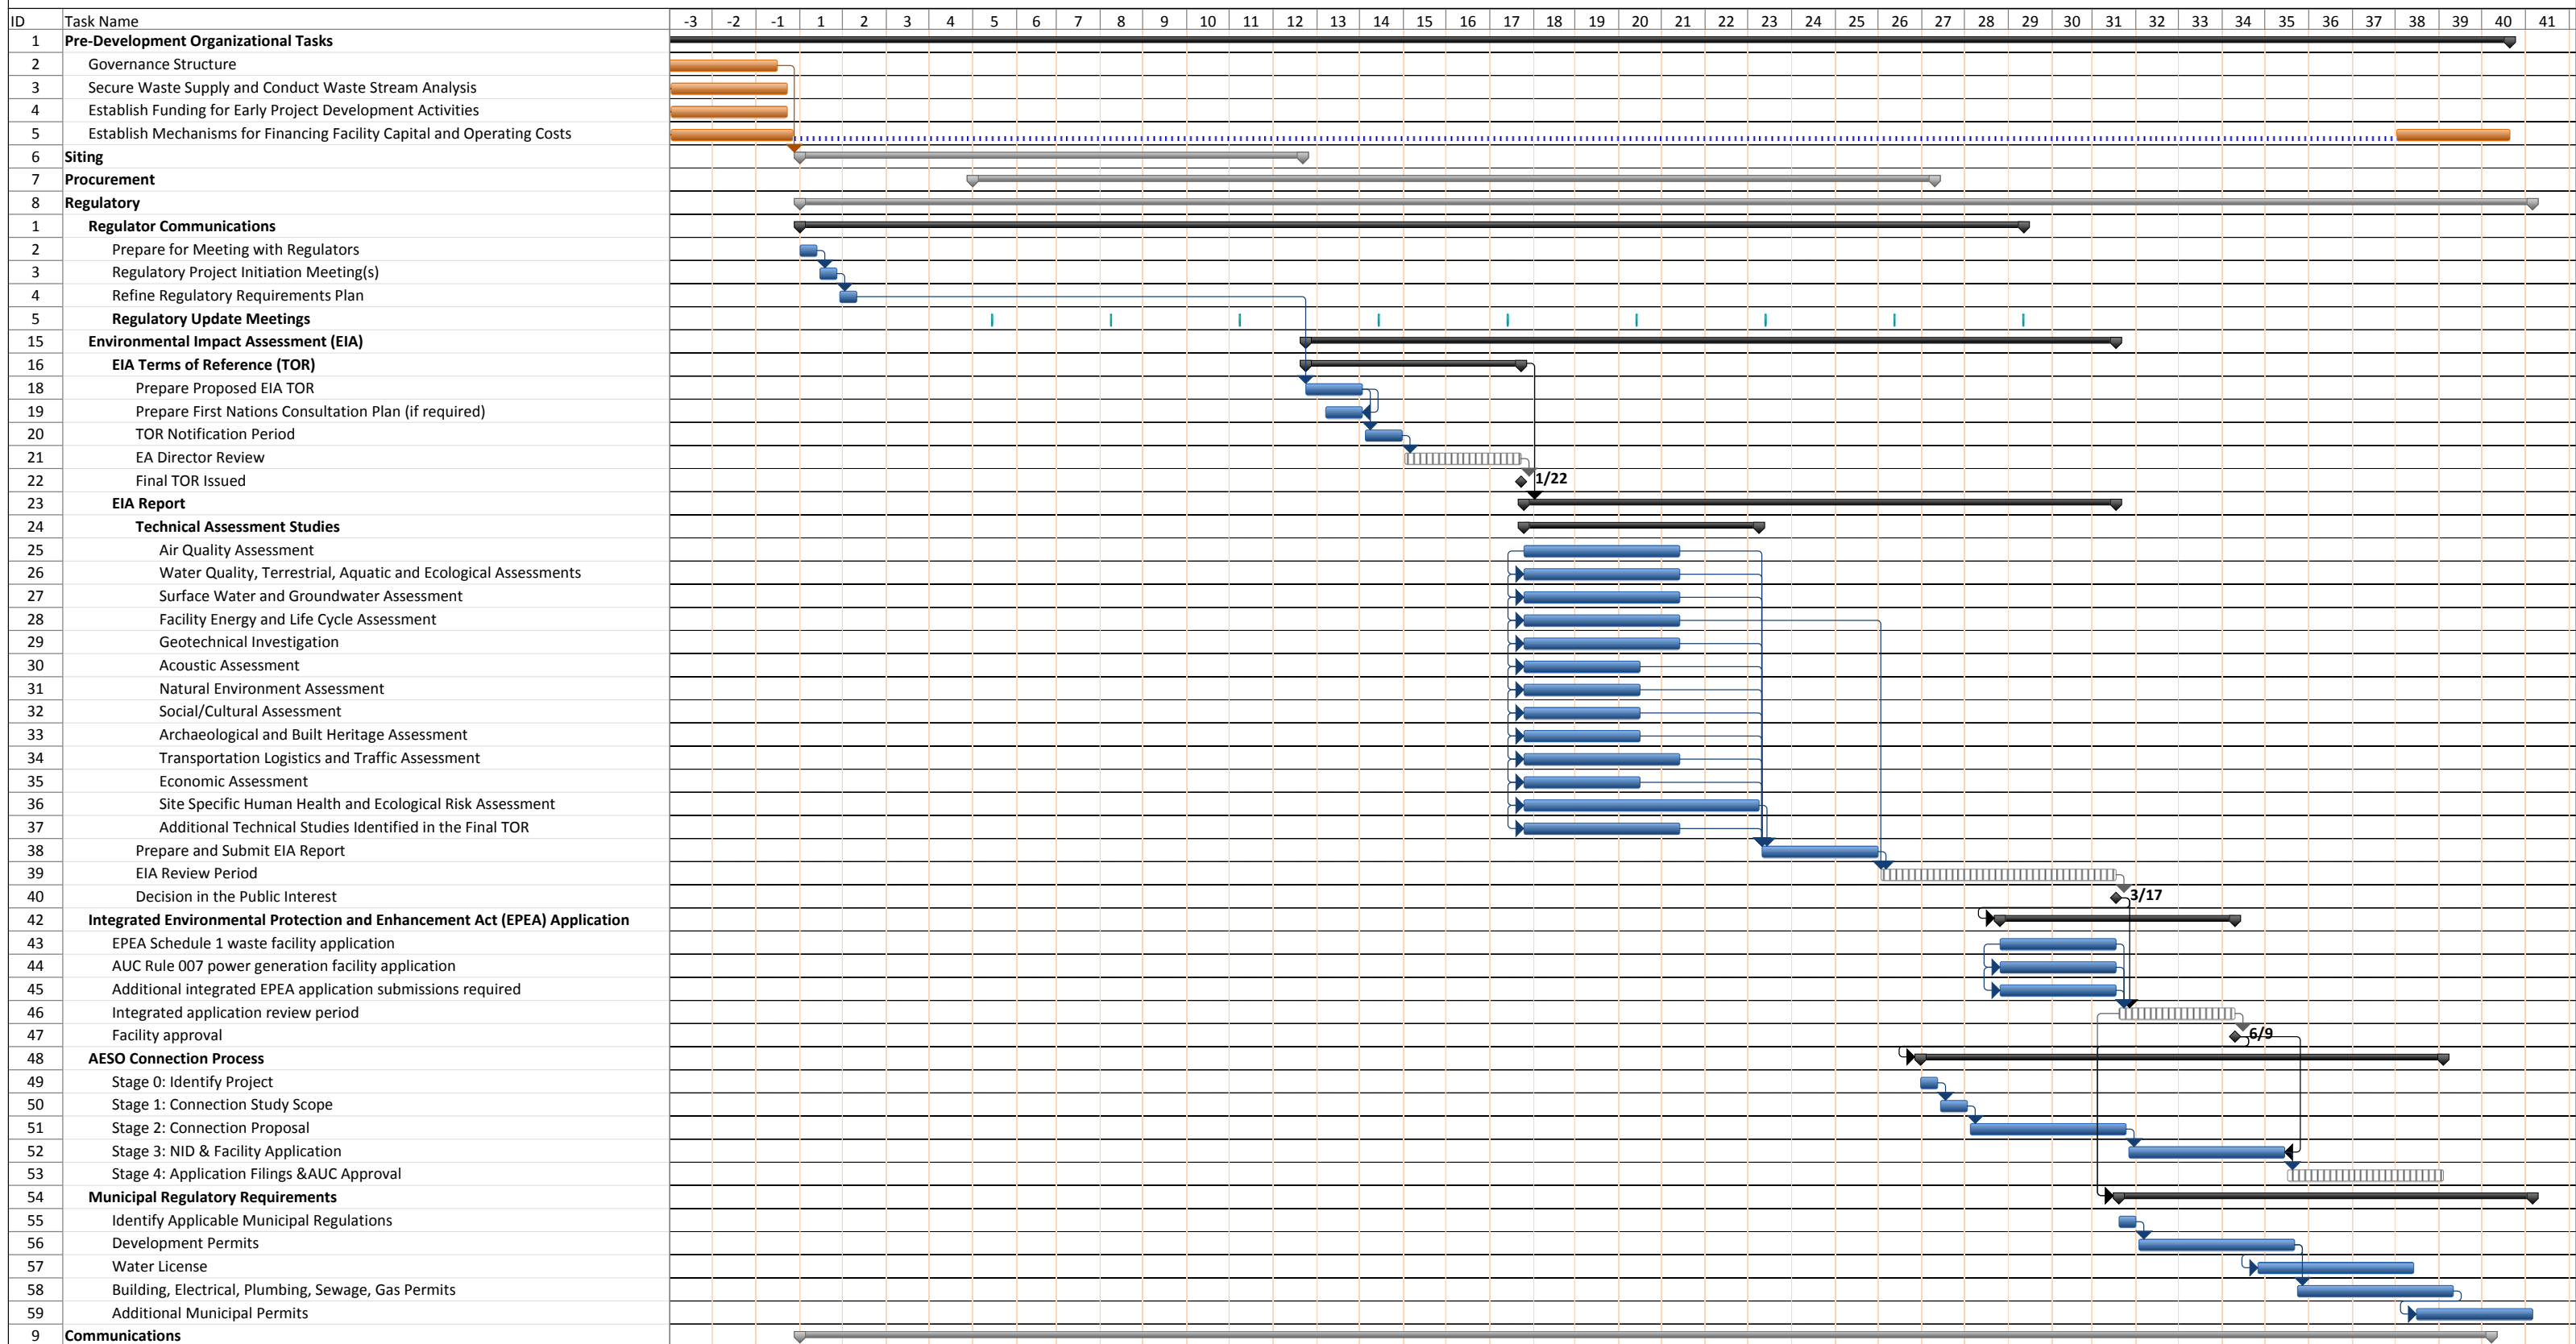 ID Task Name -3 -2 -1 1 2 3 4 5 6 7 8 9 10 11 12 13 14 15 16 17 18 19 20 21 22 23 24 25 26 27 28 29 30 31 32 33 34 35 36 37 38 39 40 41
1 Pre-Development Organizational Tasks
2 Governance Structure
3 Secure Waste Supply and Conduct Waste Stream Analysis
4 Establish Funding for Early Project Development Activities
5 Establish Mechanisms for Financing Facility Capital and Operating Costs
6 Siting
7 Procurement
8 Regulatory
1 Regulator Communications
2 Prepare for Meeting with Regulators
3 Regulatory Project Initiation Meeting(s)
4 Refine Regulatory Requirements Plan
5 Regulatory Update Meetings
15 Environmental Impact Assessment (EIA)
16 EIA Terms of Reference (TOR)
18 Prepare Proposed EIA TOR
19 Prepare First Nations Consultation Plan (if required)
20 TOR Notification Period
21 EA Director Review
22 Final TOR Issued 1/22
23 EIA Report
24 Technical Assessment Studies
25 Air Quality Assessment
26 Water Quality, Terrestrial, Aquatic and Ecological Assessments
27 Surface Water and Groundwater Assessment
28 Facility Energy and Life Cycle Assessment
29 Geotechnical Investigation
30 Acoustic Assessment
31 Natural Environment Assessment
32 Social/Cultural Assessment
33 Archaeological and Built Heritage Assessment
34 Transportation Logistics and Traffic Assessment
35 Economic Assessment
36 Site Specific Human Health and Ecological Risk Assessment
37 Additional Technical Studies Identified in the Final TOR
38 Prepare and Submit EIA Report
39 EIA Review Period
40 Decision in the Public Interest 3/17
42 Integrated Environmental Protection and Enhancement Act (EPEA) Application
43 EPEA Schedule 1 waste facility application
44 AUC Rule 007 power generation facility application
45 Additional integrated EPEA application submissions required
46 Integrated application review period
47 Facility approval 6/9
48 AESO Connection Process
49 Stage 0: Identify Project
50 Stage 1: Connection Study Scope
51 Stage 2: Connection Proposal
52 Stage 3: NID & Facility Application
53 Stage 4: Application Filings &AUC Approval
54 Municipal Regulatory Requirements
55 Identify Applicable Municipal Regulations
56 Development Permits
57 Water License
58 Building, Electrical, Plumbing, Sewage, Gas Permits
59 Additional Municipal Permits
9 Communications